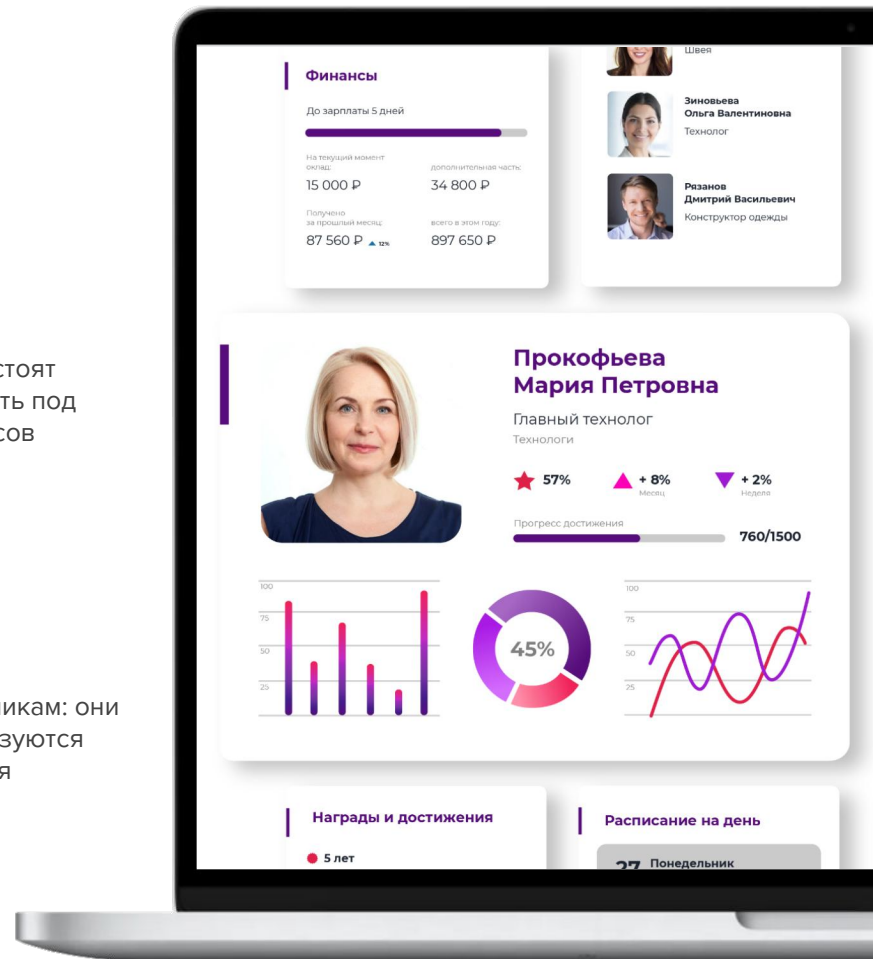 стоят
ть под
сов
никам: они
зуются
я
Финансы
До зарплаты 5 дней
На текущий момент
оклад:
15 000 ₽
дополнительная часть:
34 800 ₽
Получено
за прошлый месяц:
87 560 ₽ ▲ 12%
всего в этом году:
897 650 ₽
Швея
Зиновьева
Ольга Валентиновна
Технолог
Рязанов
Дмитрий Васильевич
Конструктор одежды
Прокофьева
Мария Петровна
Главный технолог
Технологи
57%
+ 8%
Месяц
+ 2%
Неделя
Прогресс достижения
760/1500
100
75
50
25
45%
100
75
50
25
Награды и достижения
5 лет
Расписание на день
27 Понедельник